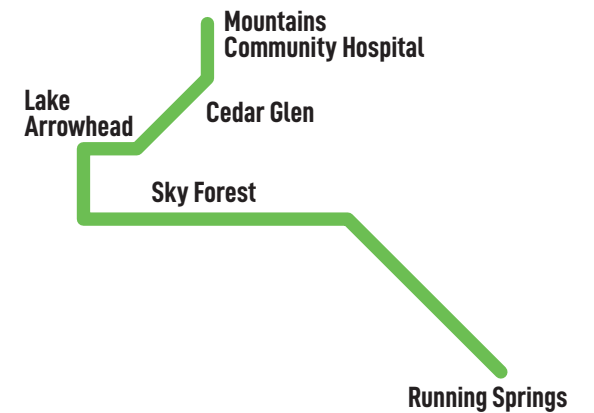 Mountains
Community Hospital
Lake
Arrowhead
Cedar Glen
Sky Forest
Running Springs